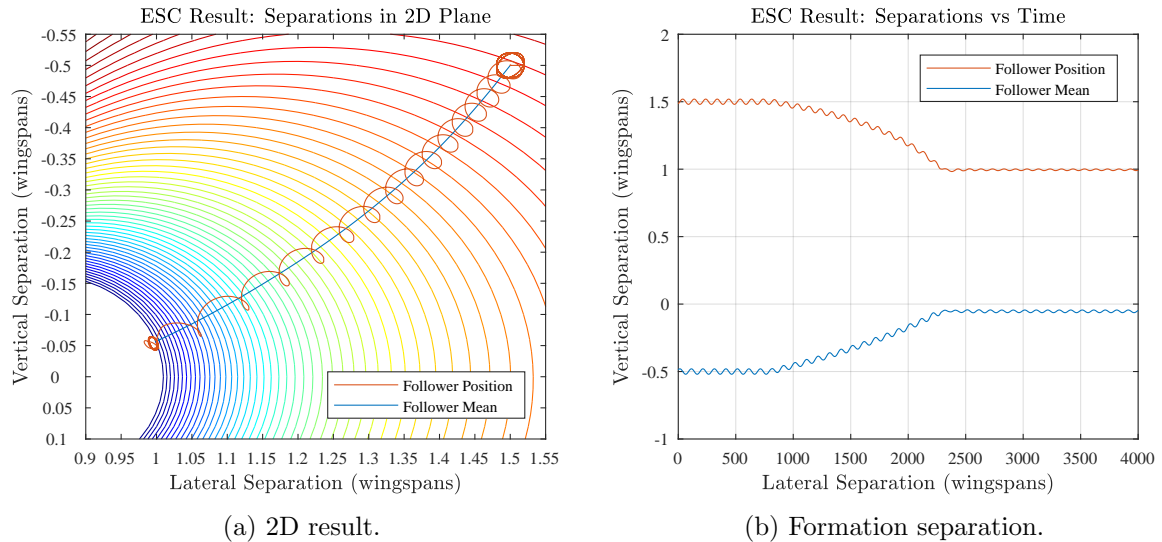 ESC Result: Separations in 2D Plane
Vertical Separation (wingspans)
-0.55
-0.5
-0.45
-0.4
-0.35
-0.3
-0.25
-0.2
-0.15
-0.1
-0.05
0
0.05
0.1
Follower Position
Follower Mean
0.9 0.95 1 1.05 1.1 1.15 1.2 1.25 1.3 1.35 1.4 1.45 1.5 1.55
Lateral Separation (wingspans)
(a) 2D result.
ESC Result: Separations vs Time
Vertical Separation (wingspans)
2
1.5
1
0.5
0
-0.5
-1
Follower Position
Follower Mean
0 500 1000 1500 2000 2500 3000 3500 4000
Lateral Separation (wingspans)
(b) Formation separation.